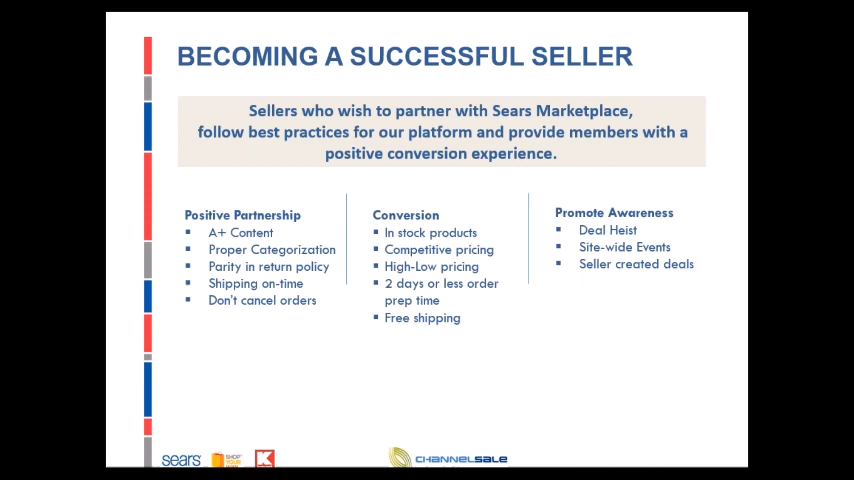 BECOMING A SUCCESSFUL SELLER
Sellers who wish to partner with Sears Marketplace,
follow best practices for our platform and provide members with a
positive conversion experience.
Positive Partnership
A+ Content
Proper Categorization
Parity in return policy
Shipping on-time
Don't cancel orders
Conversion
In stock products
Competitive pricing
High-Low pricing
2 days or less order
prep time
Free shipping
Promote Awareness
Deal Heist
Site-wide Events
Seller created deals
sears
SHOP
YOUR
K
CHANNELSALE